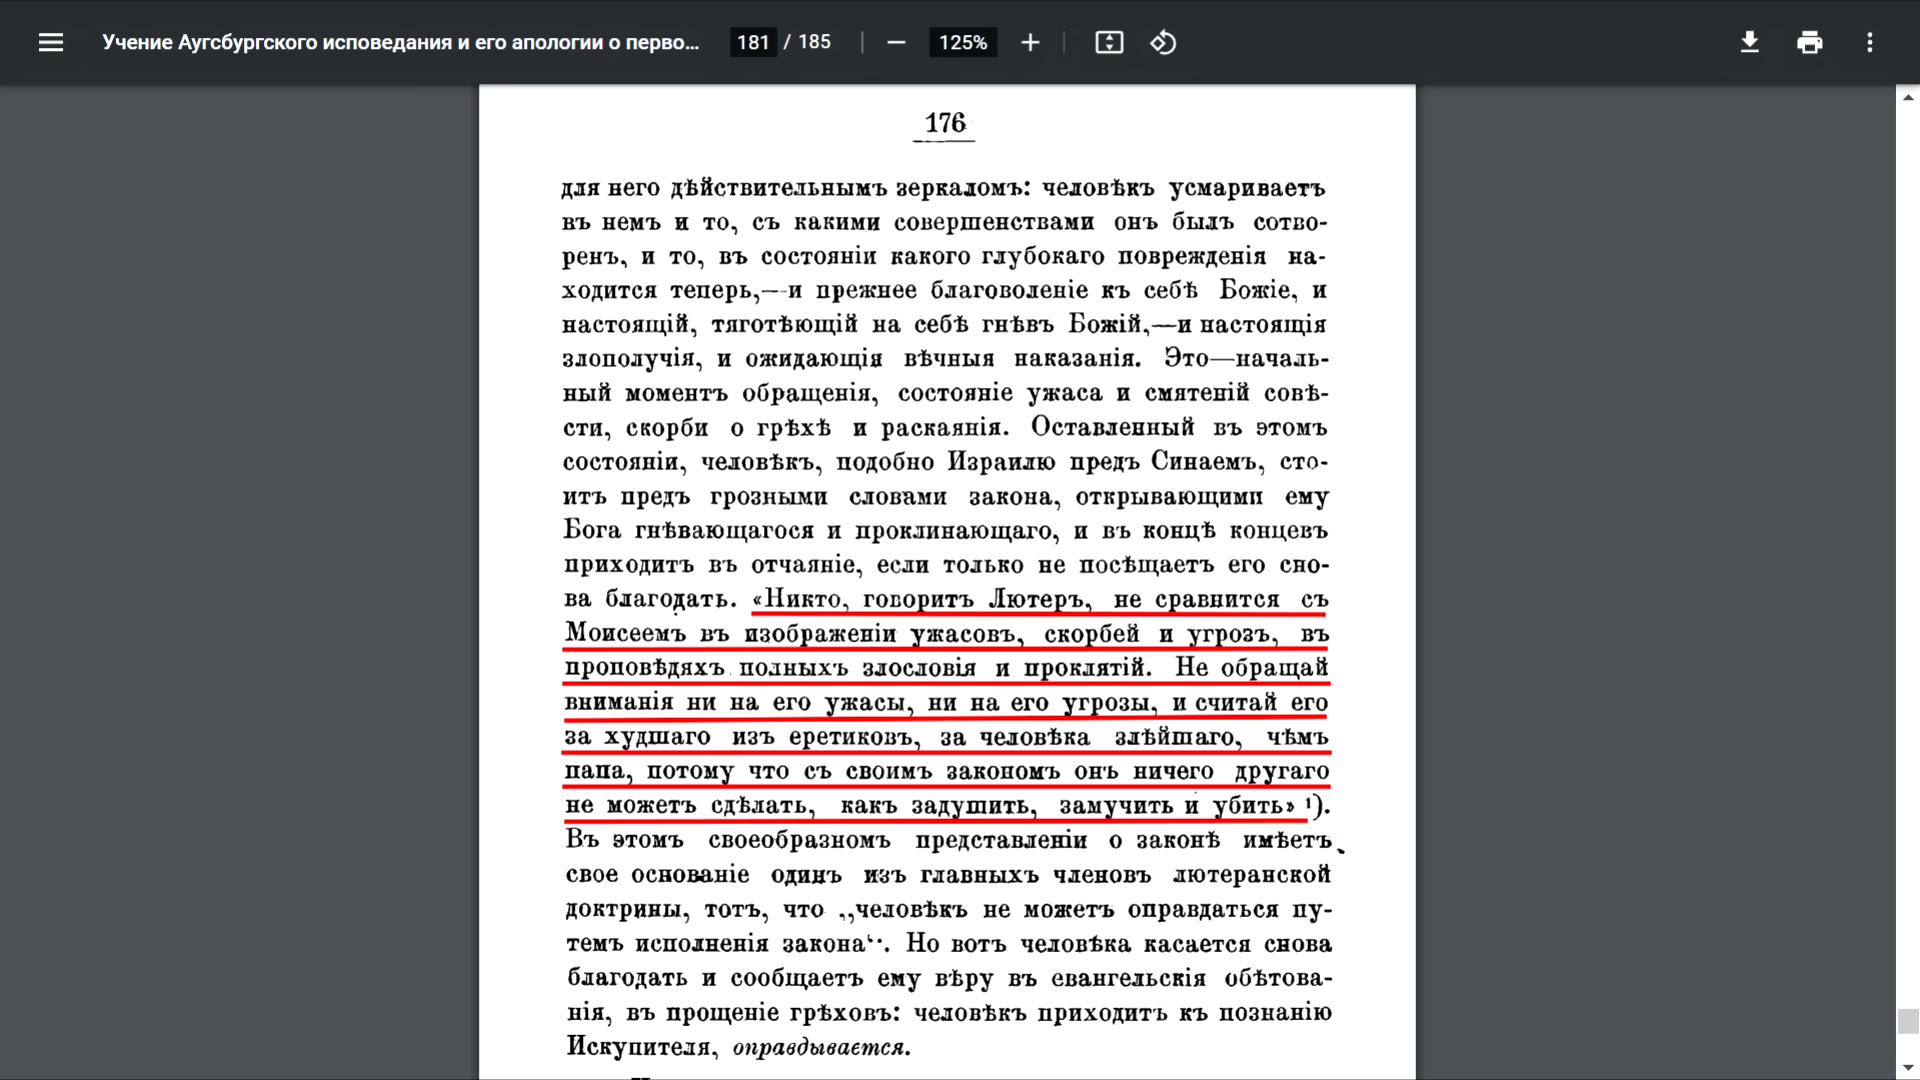 Учение Аугсбургского исповедания и его апологии о перво...
181 / 185
125%
176
для него дѣйствительнымъ зеркаломъ: человѣкъ усмариваетъ
въ немъ и то, съ какими совершенствами онъ былъ сотво-
ренъ, и то, въ состояніи какого глубокаго поврежденія на-
ходится теперь,—и прежнее благоволеніе къ себѣ Божіе, и
настоящій, тяготѣющій на себѣ гнѣвъ Божій,—и настоящія
злополучія, и ожидающія вѣчныя наказанія. Это—началь-
ный моментъ обращенія, состояніе ужаса и смятеній совѣ-
сти, скорби о грѣхѣ и раскаянія. Оставленный въ этомъ
состояніи, человѣкъ, подобно Израилю предъ Синаемъ, сто-
итъ предъ грозными словами закона, открывающими ему
Бога гнѣвающагося и проклинающаго, и въ концѣ концевъ
приходитъ въ отчаяніе, если только не посѣщаетъ его сно-
ва благодать. «Никто, говоритъ Лютеръ, не сравнится съ
Моисеемъ въ изображеніи ужасовъ, скорбей и угрозъ, въ
проповѣдяхъ полныхъ злословія и проклятій. Не обращай
вниманія ни на его ужасы, ни на его угрозы, и считай его
за худшаго изъ еретиковъ, за человѣка злѣйшаго, чѣмъ
папа, потому что съ своимъ закономъ онъ ничего другаго
не можетъ сдѣлать, какъ задушить, замучить и убить» ¹).
Въ этомъ своеобразномъ представленіи о законѣ имѣетъ
свое основаніе одинъ изъ главныхъ членовъ лютеранской
доктрины, тотъ, что „человѣкъ не можетъ оправдаться пу-
темъ исполненія закона“. Но вотъ человѣка касается снова
благодать и сообщаетъ ему вѣру въ евангельскія обѣтова-
нія, въ прощеніе грѣховъ: человѣкъ приходитъ къ познанію
Искупителя, оправдывается.